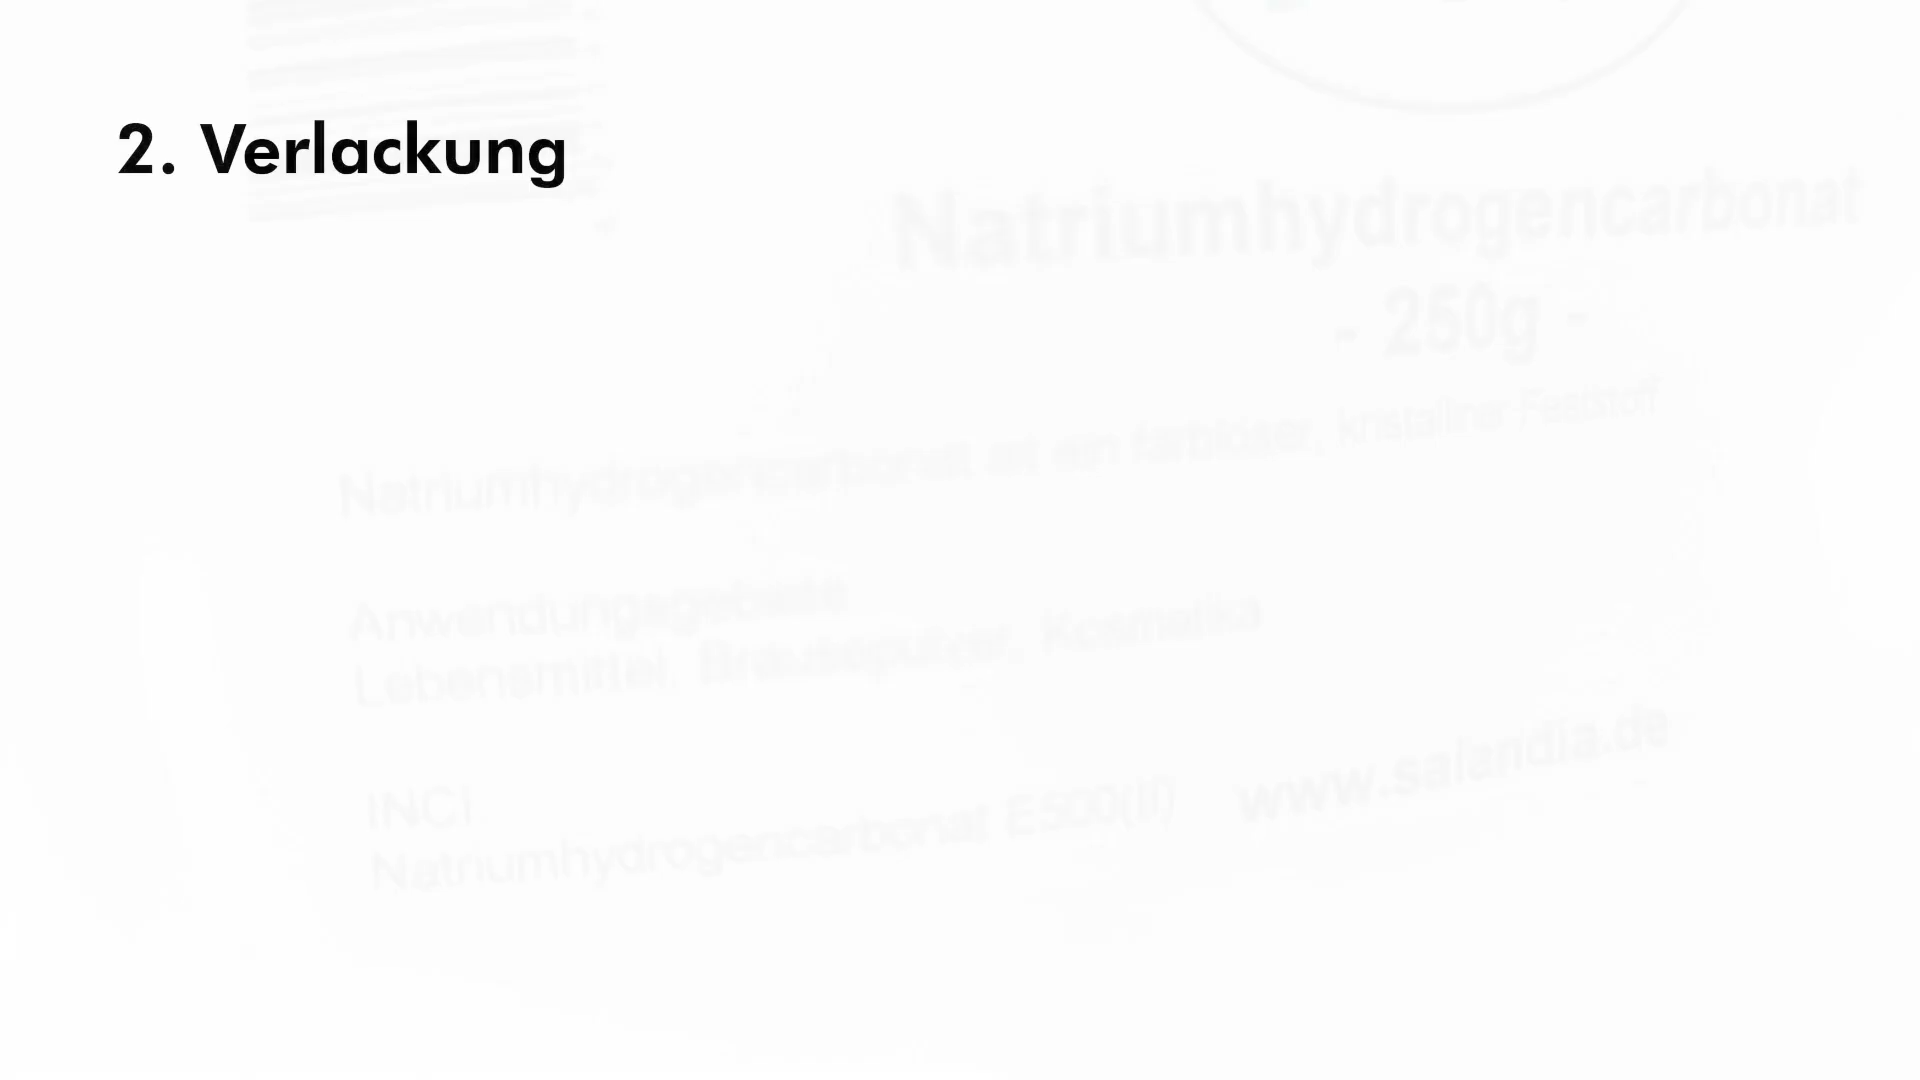 2. Verlackung
Natriumhydrogencarbonat
- 250g -
Natriumhydrogencarbonat ist ein farbloser, kristalliner Feststoff
Anwendungsgebiete
Lebensmittel, Brausepulver, Kosmetika
INCI
Natriumhydrogencarbonat E500(ii)
www.salandia.de